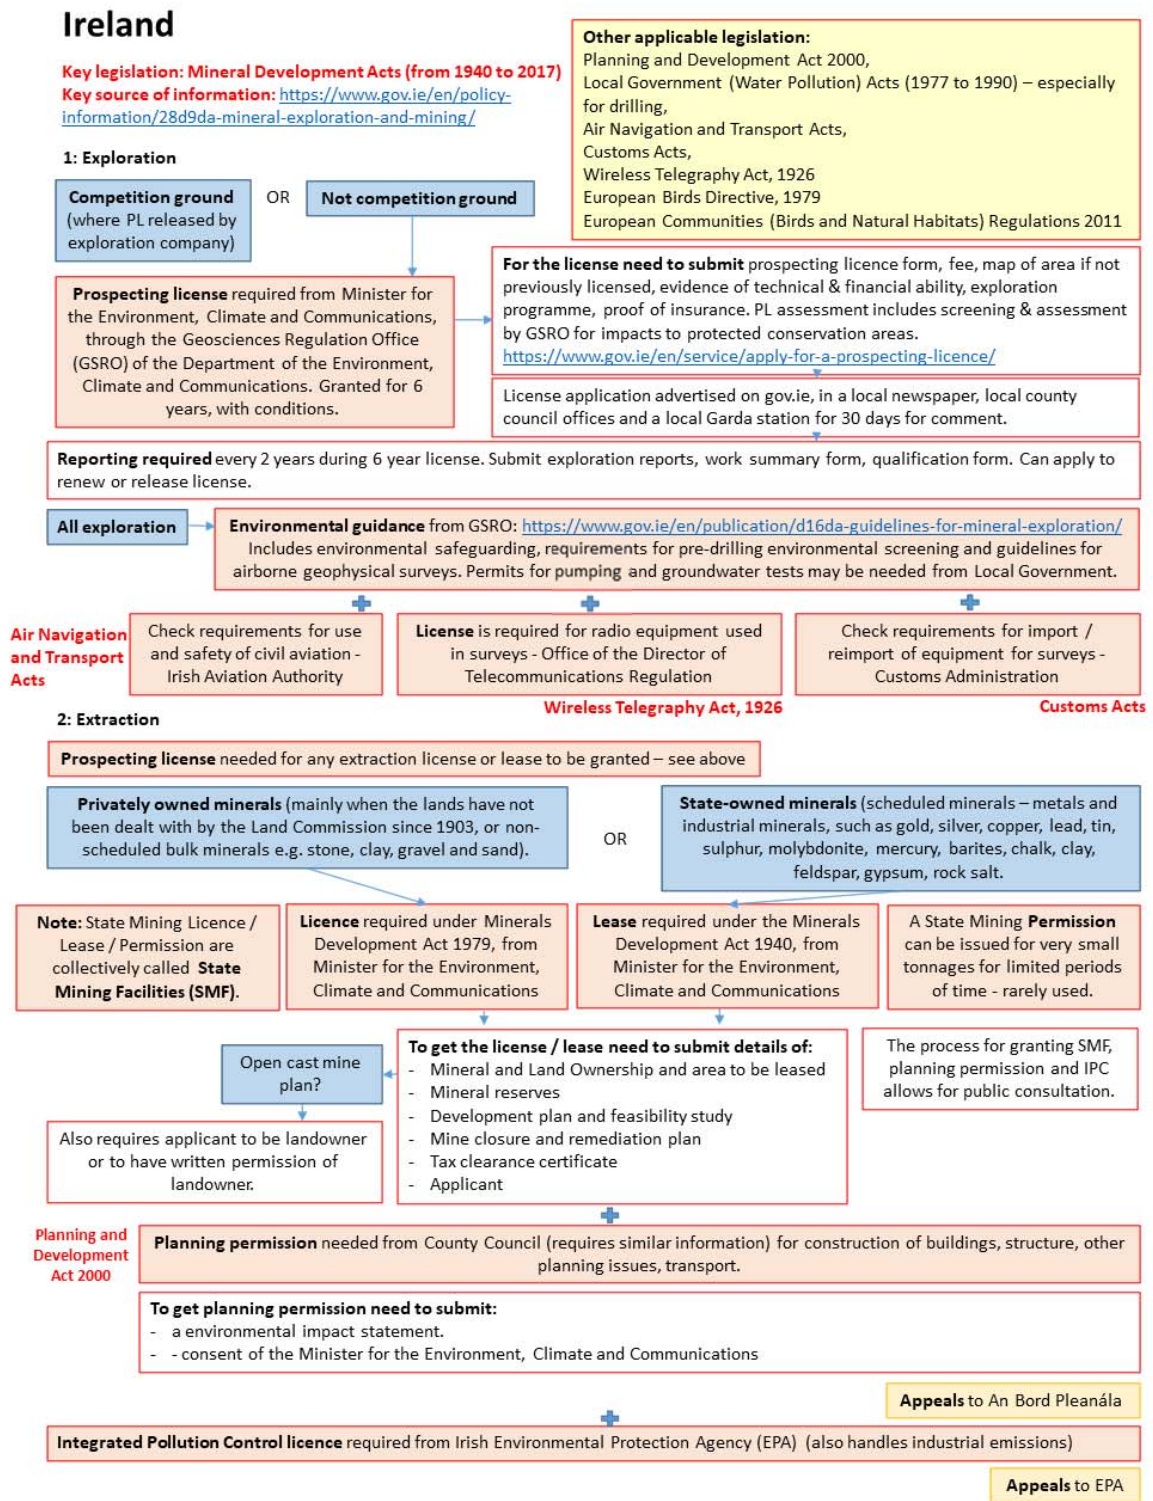 Ireland
Key legislation: Mineral Development Acts (from 1940 to 2017)
Key source of information: https://www.gov.ie/en/policy-
information/28d9da-mineral-exploration-and-mining/
Other applicable legislation:
Planning and Development Act 2000,
Local Government (Water Pollution) Acts (1977 to 1990) – especially
for drilling,
Air Navigation and Transport Acts,
Customs Acts,
Wireless Telegraphy Act, 1926
European Birds Directive, 1979
European Communities (Birds and Natural Habitats) Regulations 2011
1: Exploration
Competition ground
(where PL released by
exploration company)
OR
Not competition ground
Prospecting license required from Minister for
the Environment, Climate and Communications,
through the Geosciences Regulation Office
(GSRO) of the Department of the Environment,
Climate and Communications. Granted for 6
years, with conditions.
For the license need to submit prospecting licence form, fee, map of area if not
previously licensed, evidence of technical & financial ability, exploration
programme, proof of insurance. PL assessment includes screening & assessment
by GSRO for impacts to protected conservation areas.
https://www.gov.ie/en/service/apply-for-a-prospecting-licence/
License application advertised on gov.ie, in a local newspaper, local county
council offices and a local Garda station for 30 days for comment.
Reporting required every 2 years during 6 year license. Submit exploration reports, work summary form, qualification form. Can apply to
renew or release license.
All exploration
Environmental guidance from GSRO: https://www.gov.ie/en/publication/d16da-guidelines-for-mineral-exploration/
Includes environmental safeguarding, requirements for pre-drilling environmental screening and guidelines for
airborne geophysical surveys. Permits for pumping and groundwater tests may be needed from Local Government.
Air Navigation
and Transport
Acts
Check requirements for use
and safety of civil aviation -
Irish Aviation Authority
License is required for radio equipment used
in surveys - Office of the Director of
Telecommunications Regulation
Wireless Telegraphy Act, 1926
Check requirements for import /
reimport of equipment for surveys -
Customs Administration
Customs Acts
2: Extraction
Prospecting license needed for any extraction license or lease to be granted – see above
Privately owned minerals (mainly when the lands have not
been dealt with by the Land Commission since 1903, or non-
scheduled bulk minerals e.g. stone, clay, gravel and sand).
OR
State-owned minerals (scheduled minerals – metals and
industrial minerals, such as gold, silver, copper, lead, tin,
sulphur, molybdonite, mercury, barites, chalk, clay,
feldspar, gypsum, rock salt.
Note: State Mining Licence /
Lease / Permission are
collectively called State
Mining Facilities (SMF).
Licence required under Minerals
Development Act 1979, from
Minister for the Environment,
Climate and Communications
Lease required under the Minerals
Development Act 1940, from
Minister for the Environment,
Climate and Communications
A State Mining Permission
can be issued for very small
tonnages for limited periods
of time - rarely used.
Open cast mine
plan?
Also requires applicant to be landowner
or to have written permission of
landowner.
To get the license / lease need to submit details of:
- Mineral and Land Ownership and area to be leased
- Mineral reserves
- Development plan and feasibility study
- Mine closure and remediation plan
- Tax clearance certificate
- Applicant
The process for granting SMF,
planning permission and IPC
allows for public consultation.
Planning and
Development
Act 2000
Planning permission needed from County Council (requires similar information) for construction of buildings, structure, other
planning issues, transport.
To get planning permission need to submit:
- a environmental impact statement.
- - consent of the Minister for the Environment, Climate and Communications
Appeals to An Bord Pleanála
Integrated Pollution Control licence required from Irish Environmental Protection Agency (EPA) (also handles industrial emissions)
Appeals to EPA